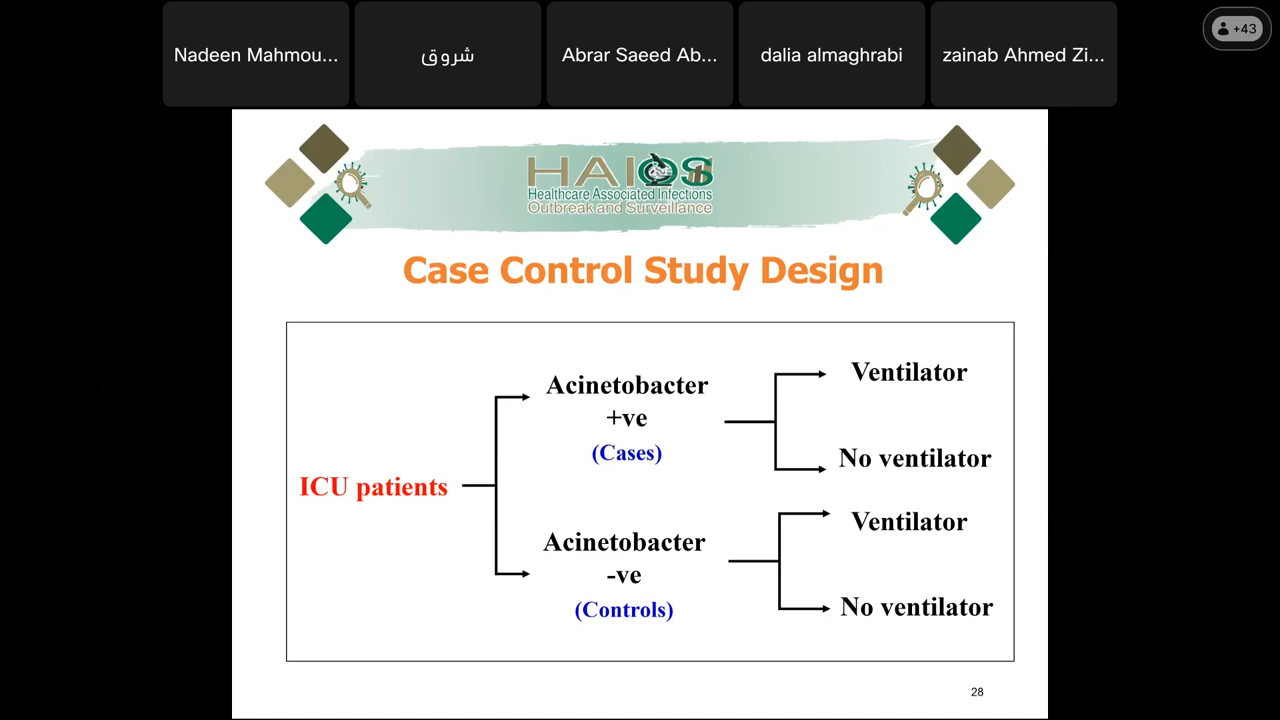 Nadeen Mahmou...
شروق
Abrar Saeed Ab...
dalia almaghrabi
zainab Ahmed Zi...
+43
HAIOS
Healthcare Associated Infections
Outbreak and Surveillance
Case Control Study Design
ICU patients
Acinetobacter
+ve
(Cases)
Ventilator
No ventilator
Acinetobacter
-ve
(Controls)
Ventilator
No ventilator
28